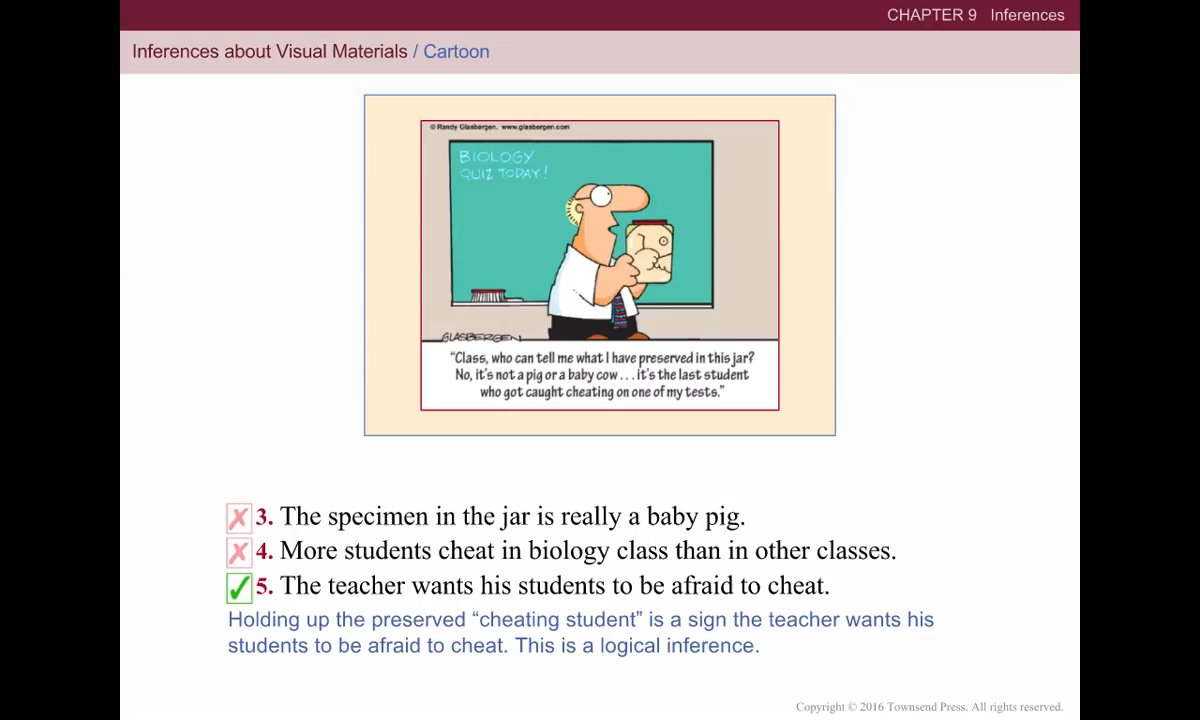 CHAPTER 9 Inferences
Inferences about Visual Materials / Cartoon
© Randy Glasbergen. www.glasbergen.com
BIOLOGY
QUIZ TODAY!
GLASBERGEN
“Class, who can tell me what I have preserved in this jar?
No, it’s not a pig or a baby cow...it’s the last student
who got caught cheating on one of my tests.”
✗ 3. The specimen in the jar is really a baby pig.
✗ 4. More students cheat in biology class than in other classes.
✓ 5. The teacher wants his students to be afraid to cheat.
Holding up the preserved “cheating student” is a sign the teacher wants his
students to be afraid to cheat. This is a logical inference.
Copyright © 2016 Townsend Press. All rights reserved.